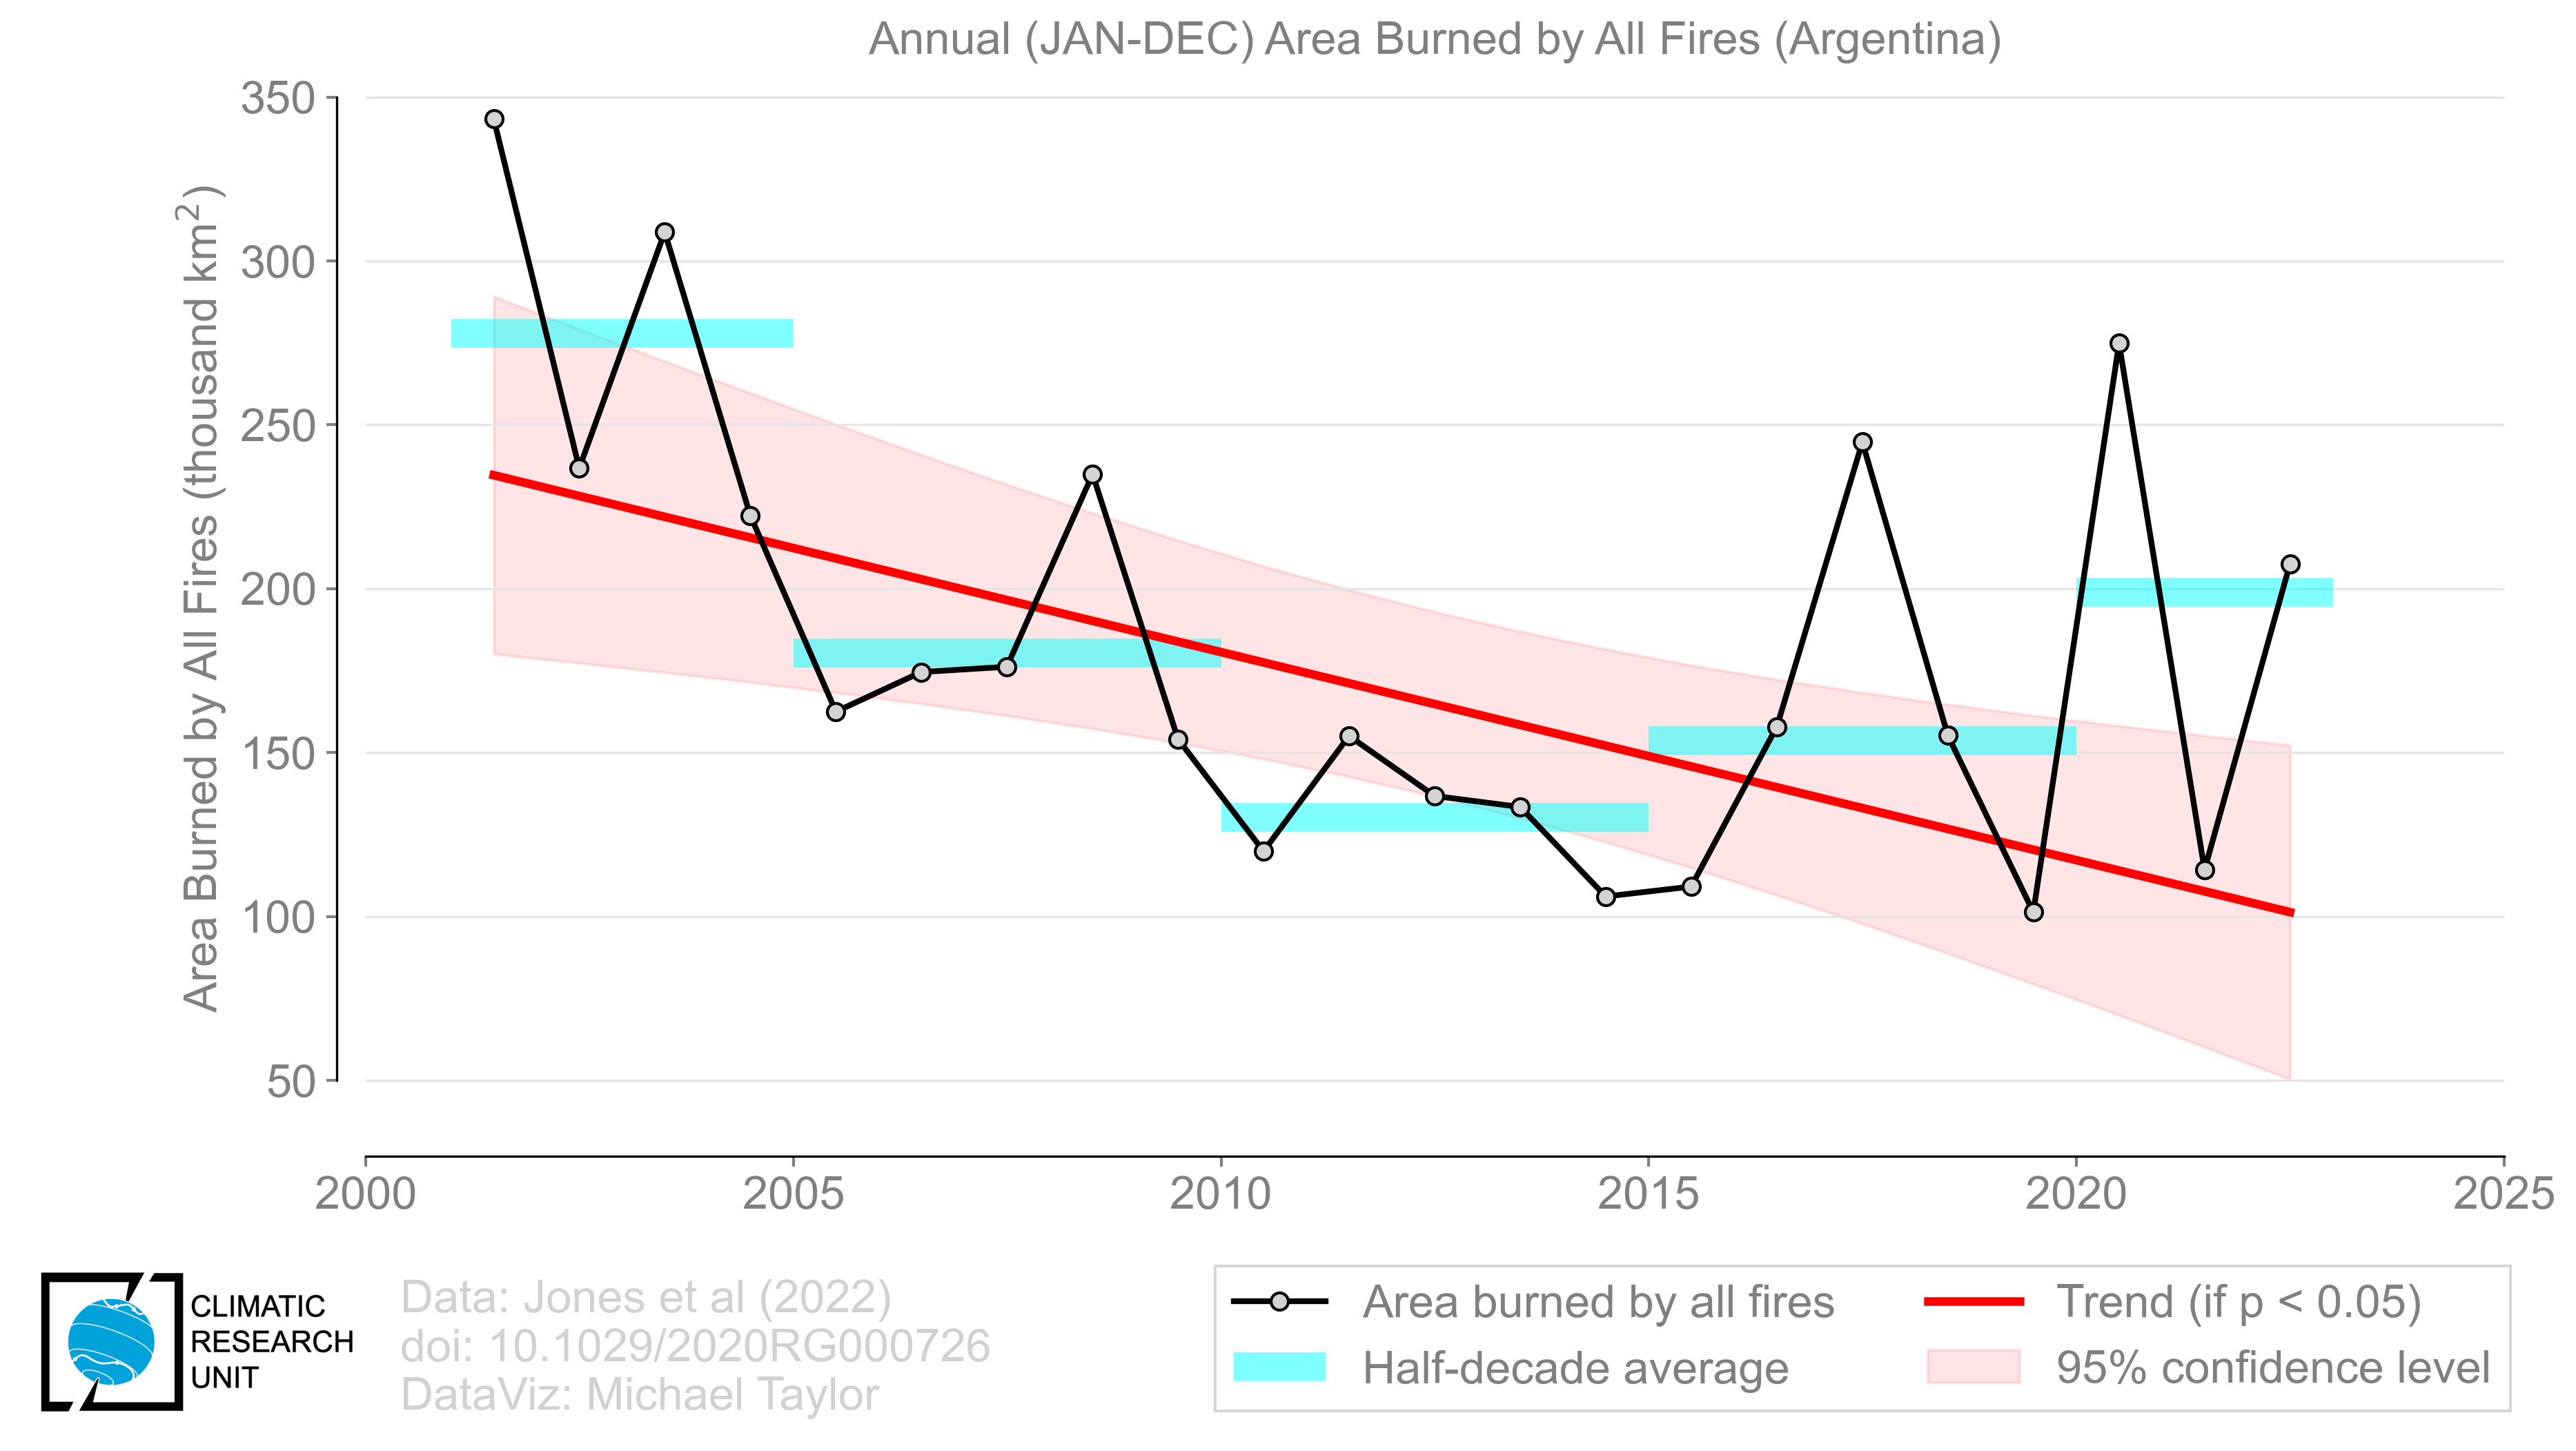 Annual (JAN-DEC) Area Burned by All Fires (Argentina)
Area Burned by All Fires (thousand km²)
350
300
250
200
150
100
50
2000 2005 2010 2015 2020 2025
CLIMATIC
RESEARCH
UNIT
Data: Jones et al (2022)
doi: 10.1029/2020RG000726
DataViz: Michael Taylor
Area burned by all fires
Half-decade average
Trend (if p < 0.05)
95% confidence level